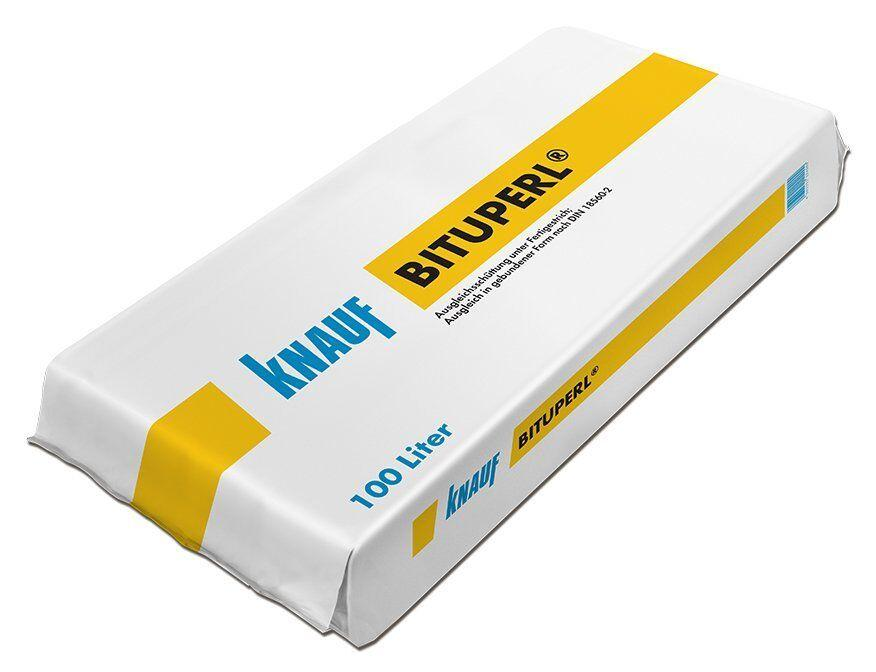 KNAUF
BITUPERL®
Ausgleichsschüttung unter Fertigestrich;
Ausgleich in gebundener Form nach DIN 18560-2
100 Liter
KNAUF
BITUPERL®